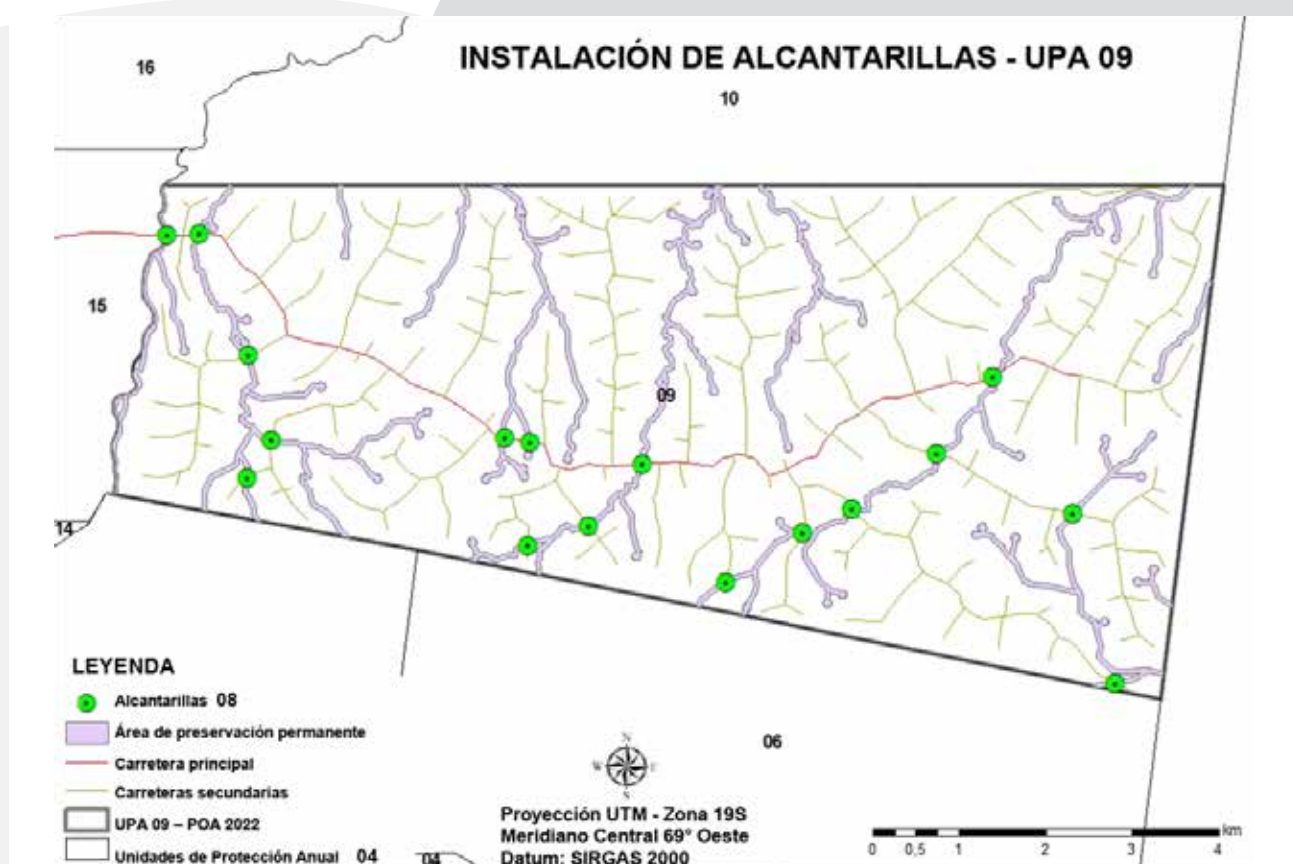 INSTALACIÓN DE ALCANTARILLAS - UPA 09
16
10
15
09
14
LEYENDA
Alcantarillas 08
Área de preservación permanente
Carretera principal
Carreteras secundarias
UPA 09 – POA 2022
Unidades de Protección Anual 04
04
06
N
W E
S
Proyección UTM - Zona 19S
Meridiano Central 69° Oeste
Datum: SIRGAS 2000
km
0 0,5 1 2 3 4